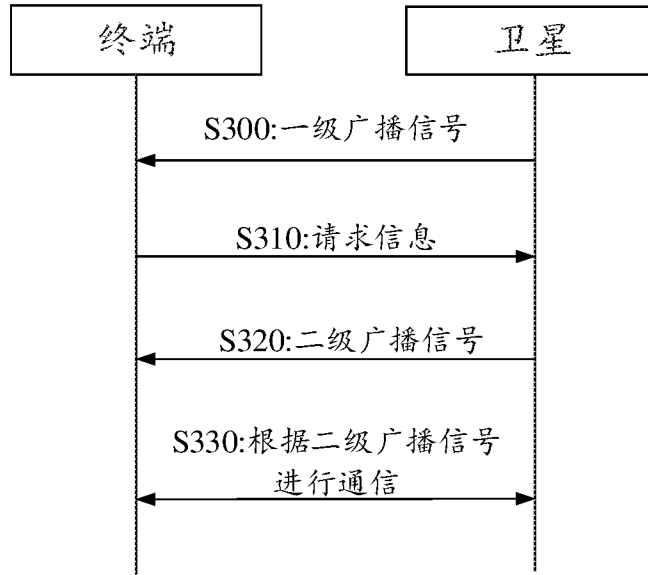 终端
卫星
S300:一级广播信号
S310:请求信息
S320:二级广播信号
S330:根据二级广播信号
进行通信